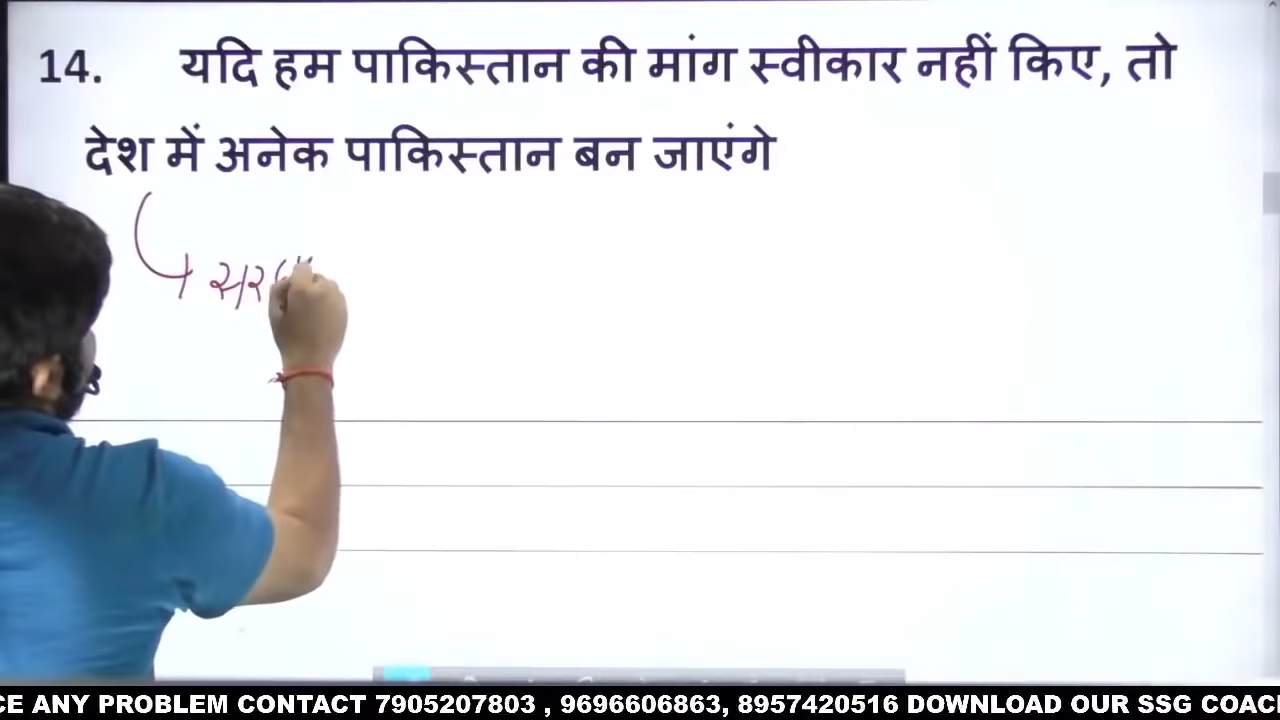 14. यदि हम पाकिस्तान की मांग स्वीकार नहीं किए, तो
देश में अनेक पाकिस्तान बन जाएंगे
CE ANY PROBLEM CONTACT 7905207803 , 9696606863, 8957420516 DOWNLOAD OUR SSG COAC